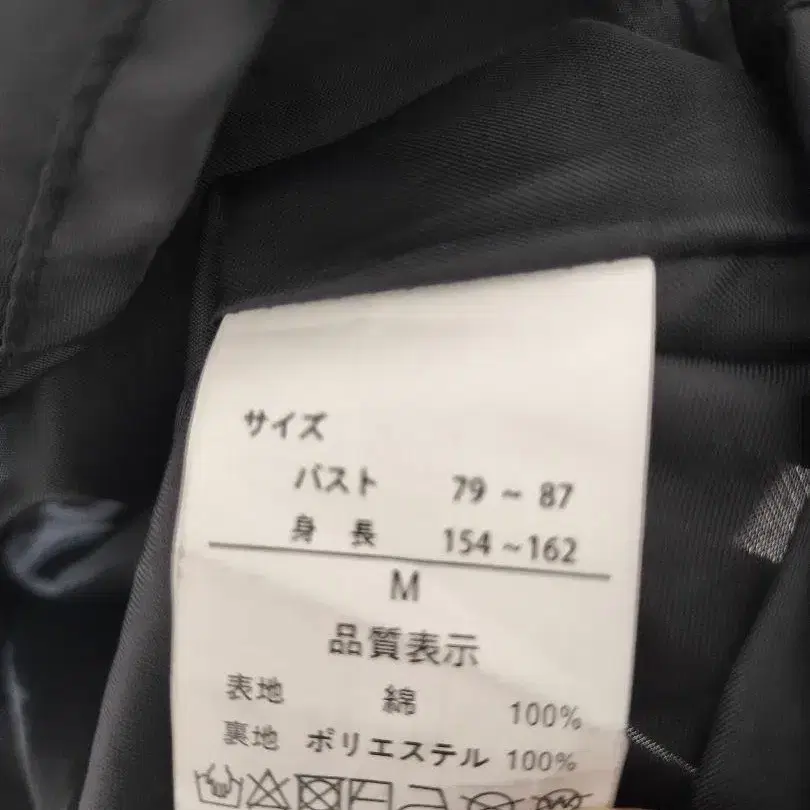 サイズ
バスト 79 ~ 87
身 長 154 ~ 162
M
品質表示
表地 綿 100%
裏地 ポリエステル 100%